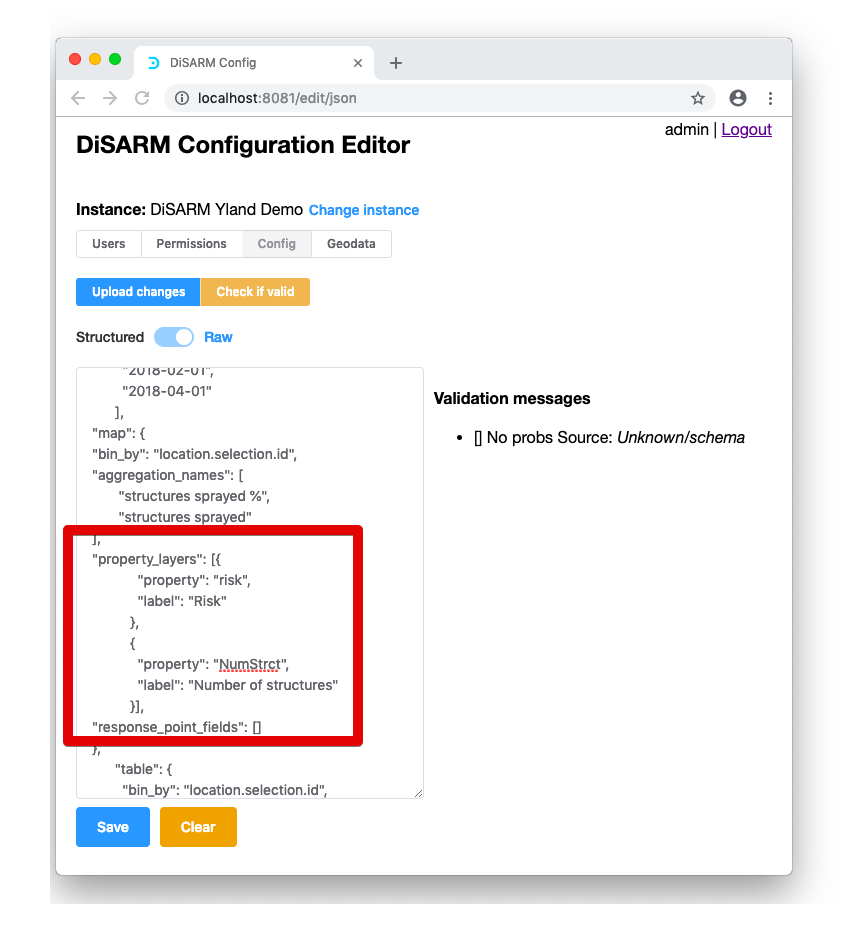 DiSARM Config
localhost:8081/edit/json
admin | Logout
DiSARM Configuration Editor
Instance: DiSARM Yland Demo Change instance
Users Permissions Config Geodata
Upload changes Check if valid
Structured Raw
"2018-02-01",
"2018-04-01"
],
"map": {
"bin_by": "location.selection.id",
"aggregation_names": [
"structures sprayed %",
"structures sprayed"
],
"property_layers": [{
"property": "risk",
"label": "Risk"
},
{
"property": "NumStrct",
"label": "Number of structures"
}],
"response_point_fields": []
},
"table": {
"bin_by": "location.selection.id",
Validation messages
• [] No probs Source: Unknown/schema
Save Clear